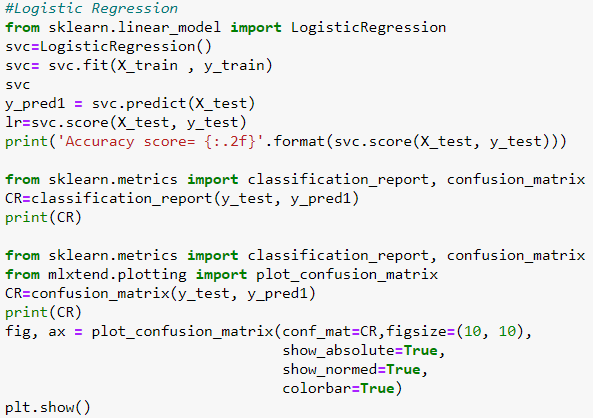 #Logistic Regression
from sklearn.linear_model import LogisticRegression
svc=LogisticRegression()
svc= svc.fit(X_train , y_train)
svc
y_pred1 = svc.predict(X_test)
lr=svc.score(X_test, y_test)
print('Accuracy score= {:.2f}'.format(svc.score(X_test, y_test)))

from sklearn.metrics import classification_report, confusion_matrix
CR=classification_report(y_test, y_pred1)
print(CR)

from sklearn.metrics import classification_report, confusion_matrix
from mlxtend.plotting import plot_confusion_matrix
CR=confusion_matrix(y_test, y_pred1)
print(CR)
fig, ax = plot_confusion_matrix(conf_mat=CR,figsize=(10, 10),
                                show_absolute=True,
                                show_normed=True,
                                colorbar=True)
plt.show()